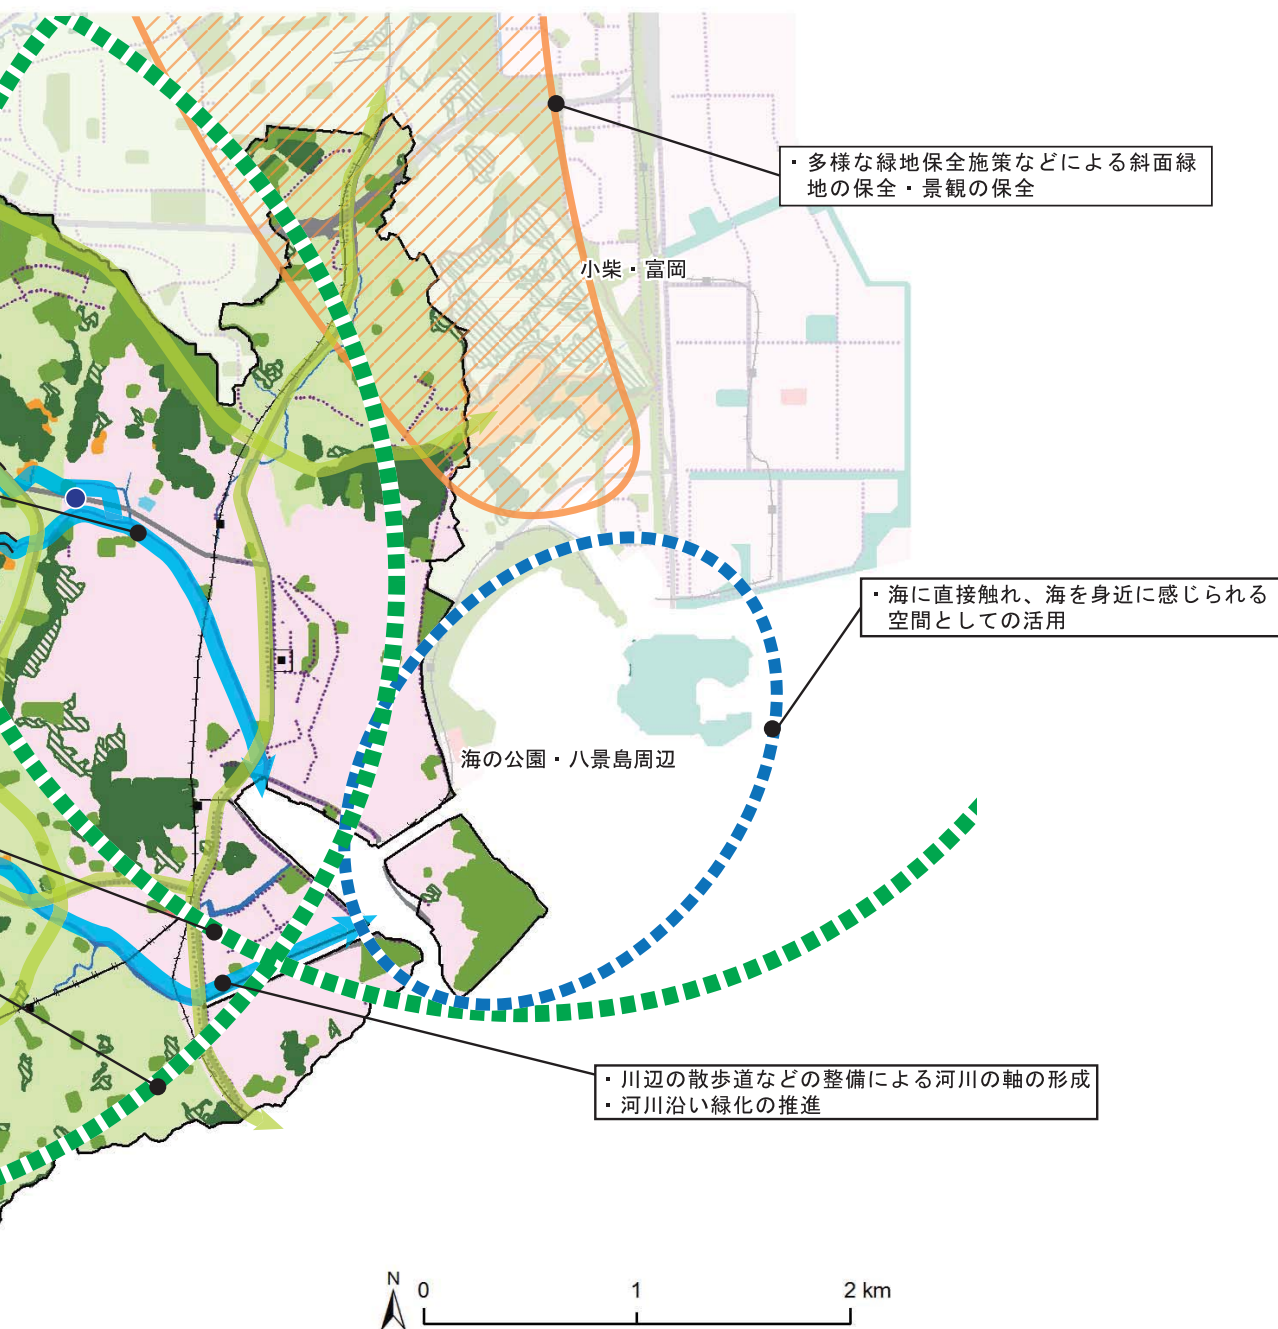 ・多様な緑地保全施策などによる斜面緑
地の保全・景観の保全
小柴・富岡
・海に直接触れ、海を身近に感じられる
空間としての活用
海の公園・八景島周辺
・川辺の散歩道などの整備による河川の軸の形成
・河川沿い緑化の推進
N
0 1 2 km